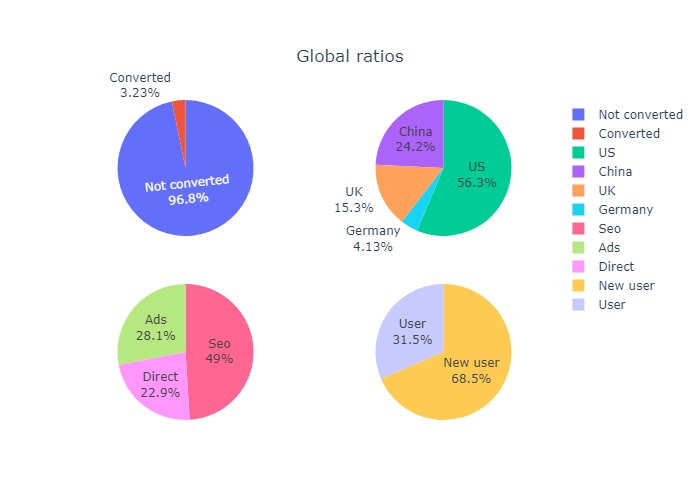 Global ratios
Converted
3.23%
Not converted
96.8%
China
24.2%
US
56.3%
UK
15.3%
Germany
4.13%
Ads
28.1%
Seo
49%
Direct
22.9%
User
31.5%
New user
68.5%
Not converted
Converted
US
China
UK
Germany
Seo
Ads
Direct
New user
User